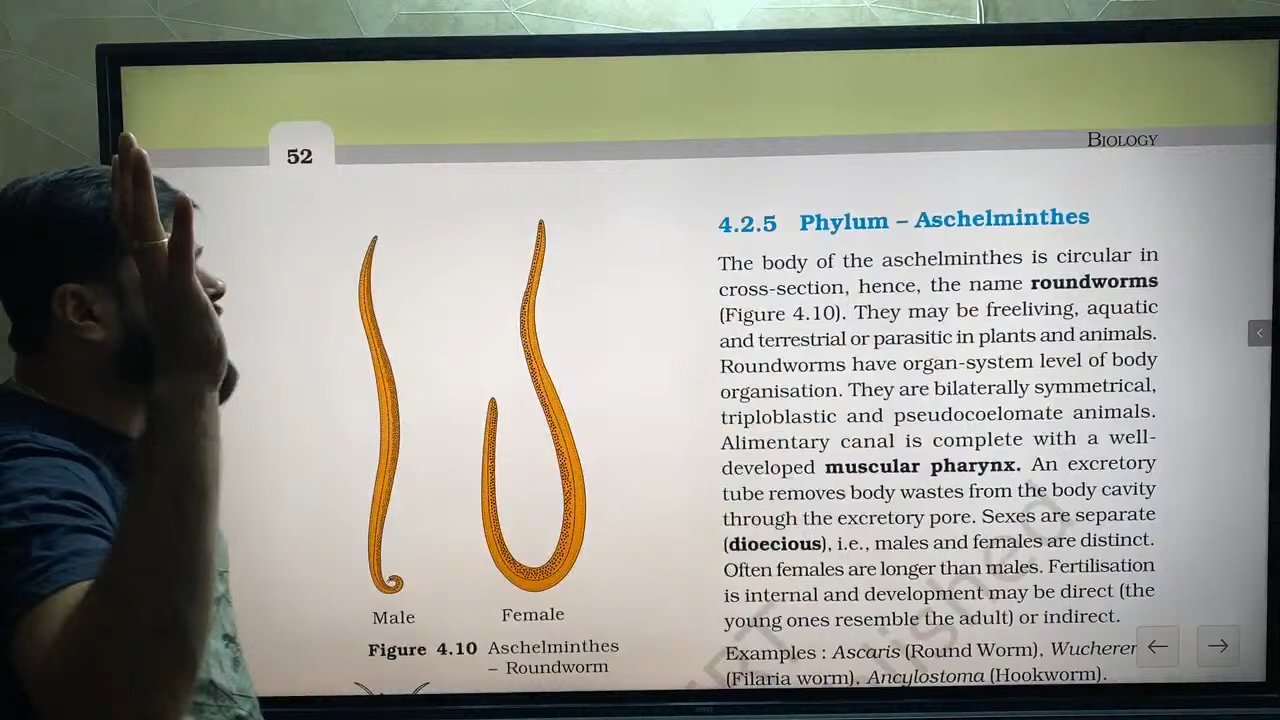 52
BIOLOGY
Male
Female
Figure 4.10 Aschelminthes
– Roundworm
4.2.5 Phylum – Aschelminthes
The body of the aschelminthes is circular in
cross-section, hence, the name roundworms
(Figure 4.10). They may be freeliving, aquatic
and terrestrial or parasitic in plants and animals.
Roundworms have organ-system level of body
organisation. They are bilaterally symmetrical,
triploblastic and pseudocoelomate animals.
Alimentary canal is complete with a well-
developed muscular pharynx. An excretory
tube removes body wastes from the body cavity
through the excretory pore. Sexes are separate
(dioecious), i.e., males and females are distinct.
Often females are longer than males. Fertilisation
is internal and development may be direct (the
young ones resemble the adult) or indirect.
Examples : Ascaris (Round Worm), Wucherer
(Filaria worm), Ancylostoma (Hookworm).